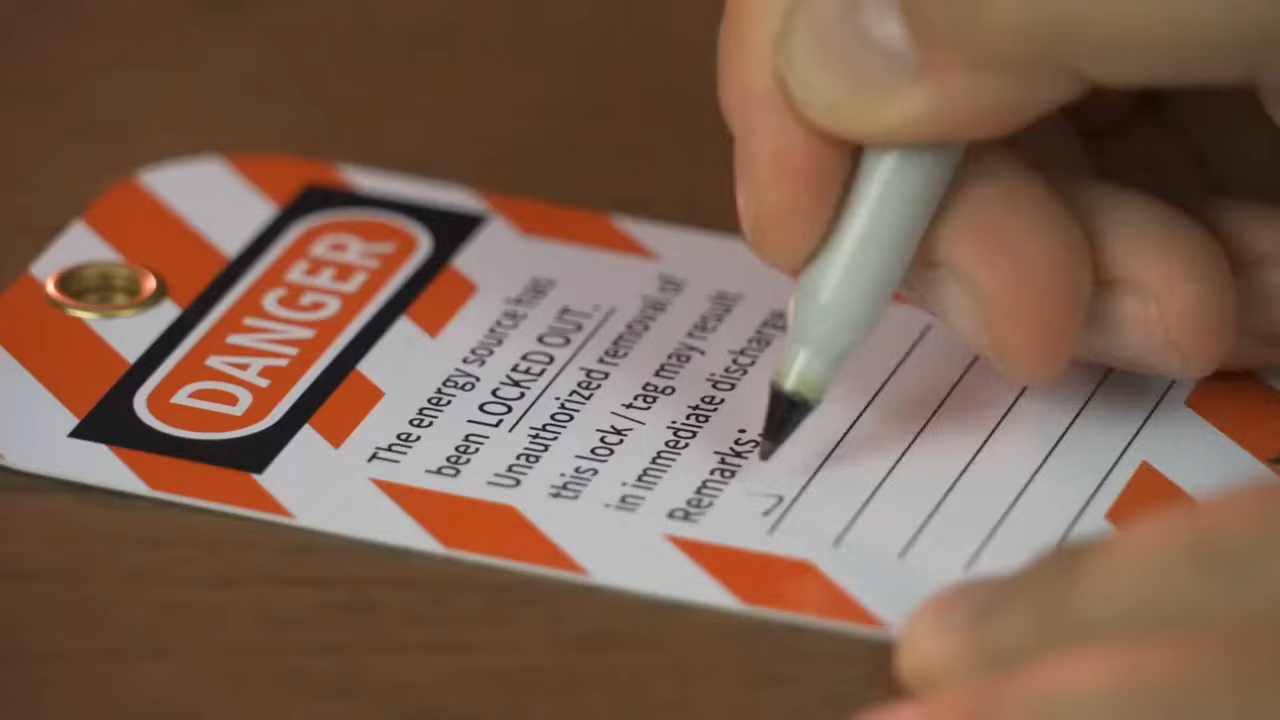 DANGER
The energy source has
been LOCKED OUT.
Unauthorized removal of
this lock / tag may result
in immediate discharge
Remarks: